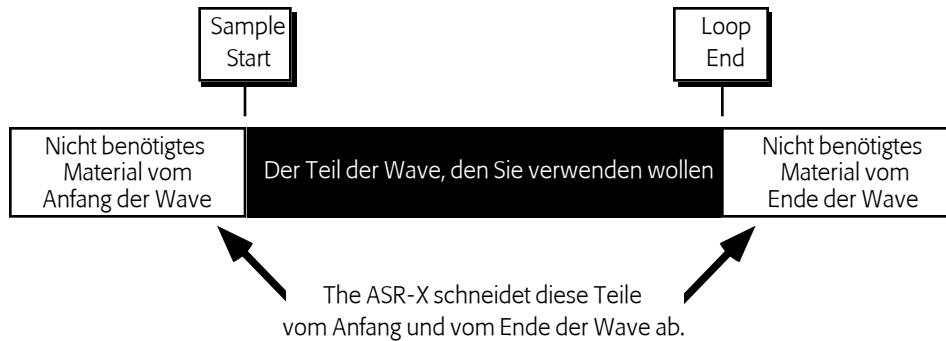 Sample
Start
Loop
End
Nicht benötigtes
Material vom
Anfang der Wave
Der Teil der Wave, den Sie verwenden wollen
Nicht benötigtes
Material vom
Ende der Wave
The ASR-X schneidet diese Teile
vom Anfang und vom Ende der Wave ab.